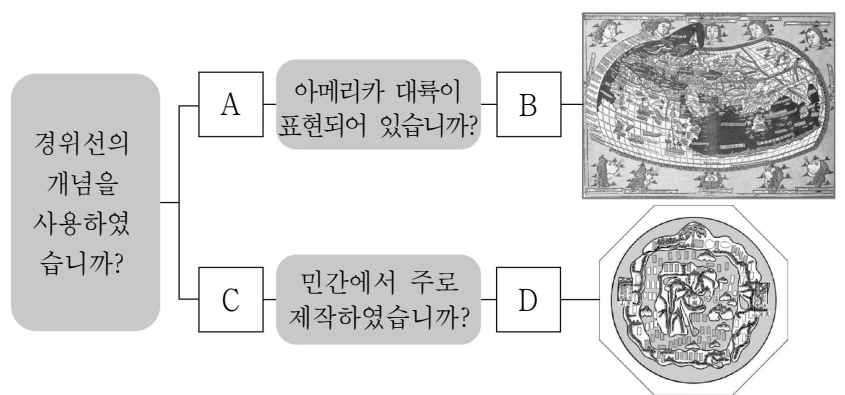 경위선의
개념을
사용하였
습니까?
A
아메리카 대륙이
표현되어 있습니까?
B
C
민간에서 주로
제작하였습니까?
D